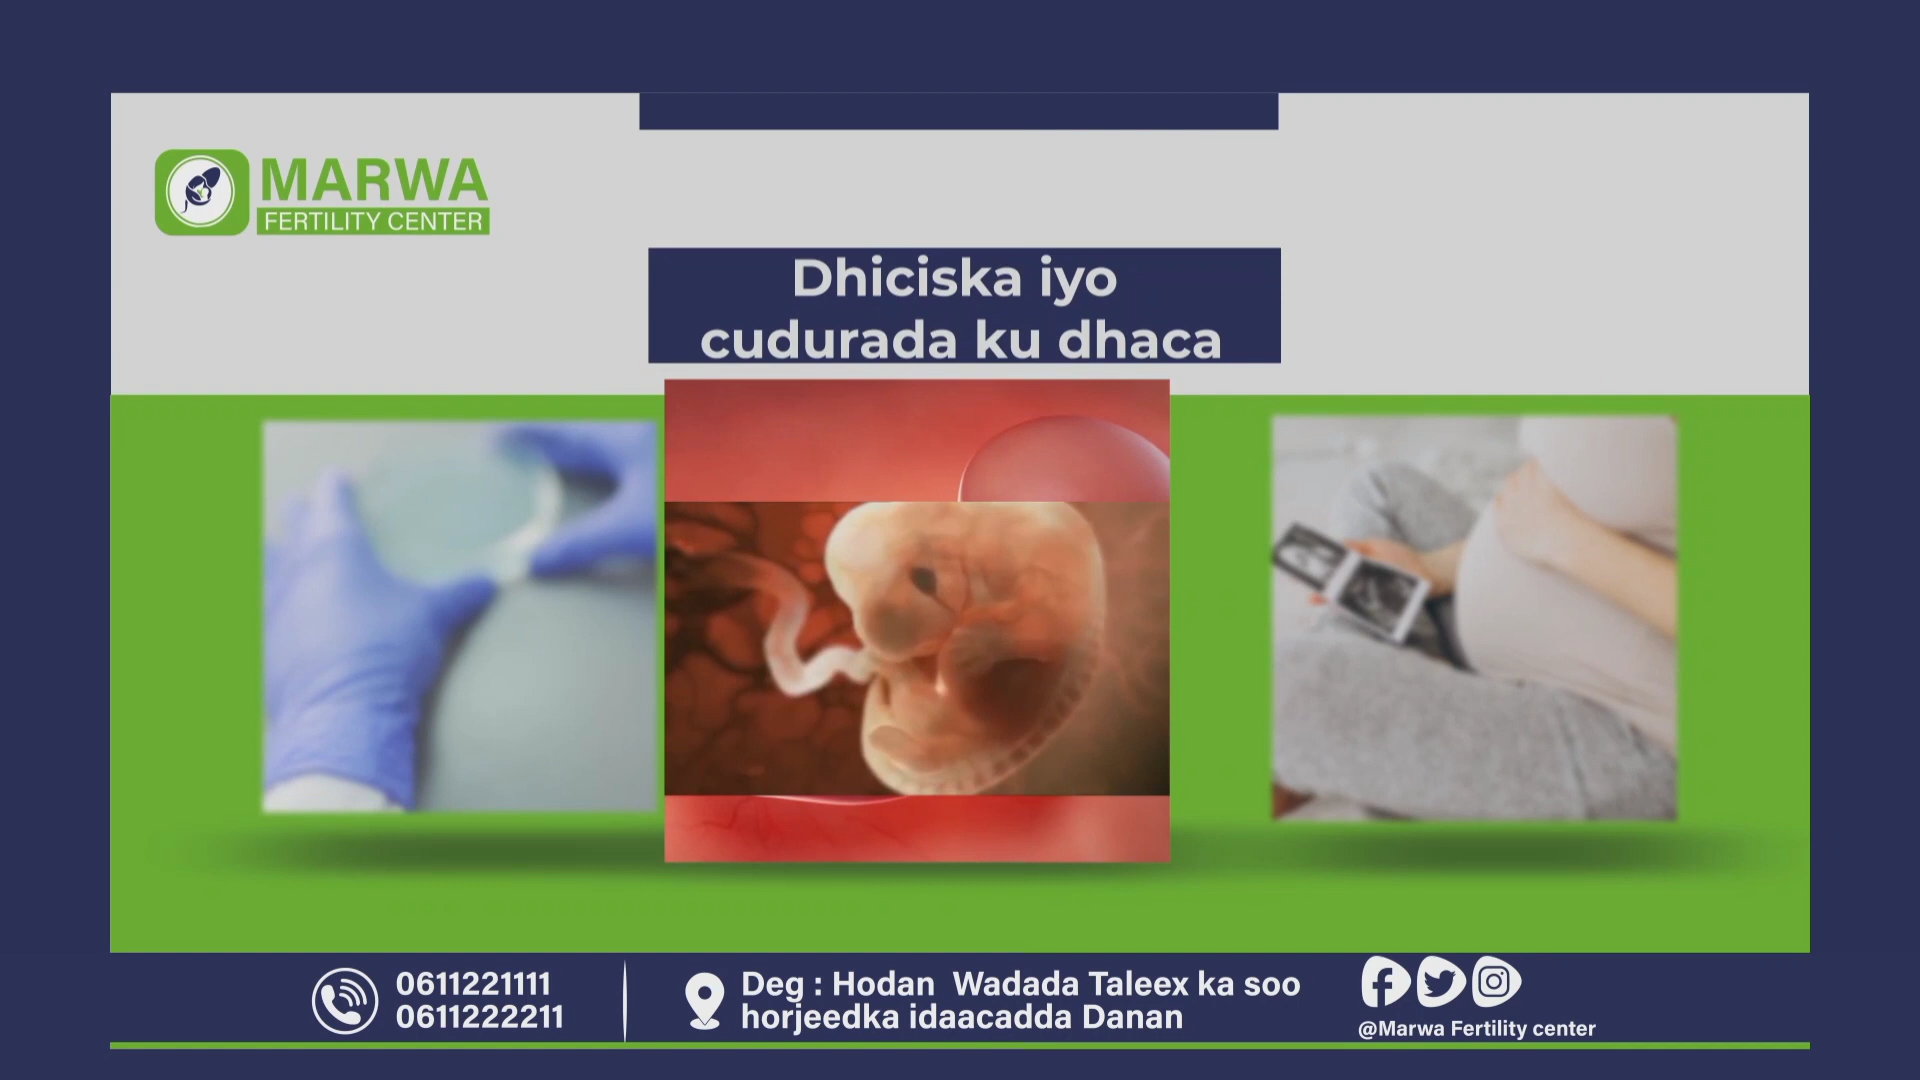 MARWA
FERTILITY CENTER
Dhiciska iyo
cudurada ku dhaca
0611221111
0611222211
Deg : Hodan Wadada Taleex ka soo
horjeedka idaacadda Danan
@Marwa Fertility center